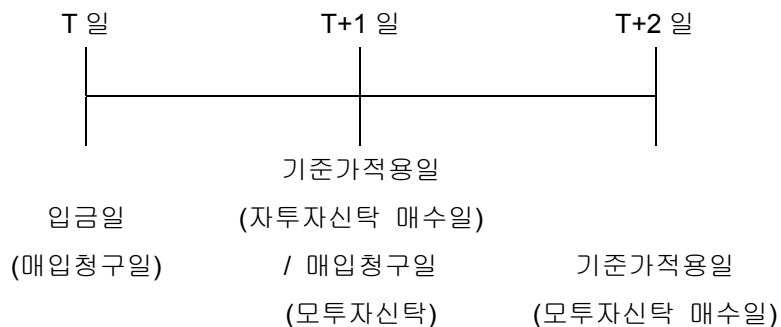 T 일
T+1 일
T+2 일
입금일
(매입청구일)
기준가적용일
(자투자신탁 매수일)
/ 매입청구일
(모투자신탁)
기준가적용일
(모투자신탁 매수일)